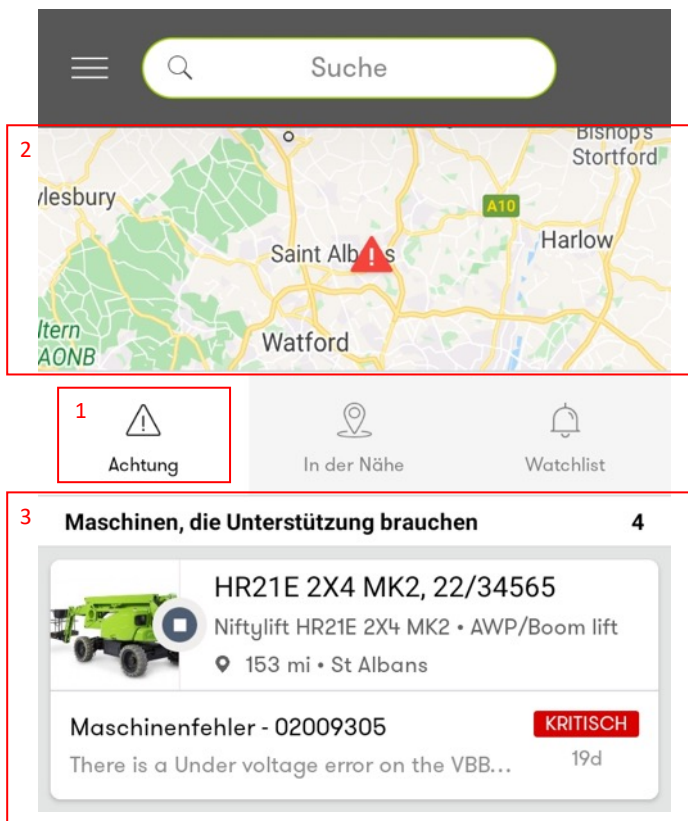 Suche
2
Bishop's
Stortford
ylesbury
A10
Saint Alb s
Harlow
ltern
AONB
Watford
1
Achtung
In der Nähe
Watchlist
3
Maschinen, die Unterstützung brauchen 4
HR21E 2X4 MK2, 22/34565
Niftylift HR21E 2X4 MK2 • AWP/Boom lift
153 mi • St Albans
Maschinenfehler - 02009305 KRITISCH
There is a Under voltage error on the VBB... 19d